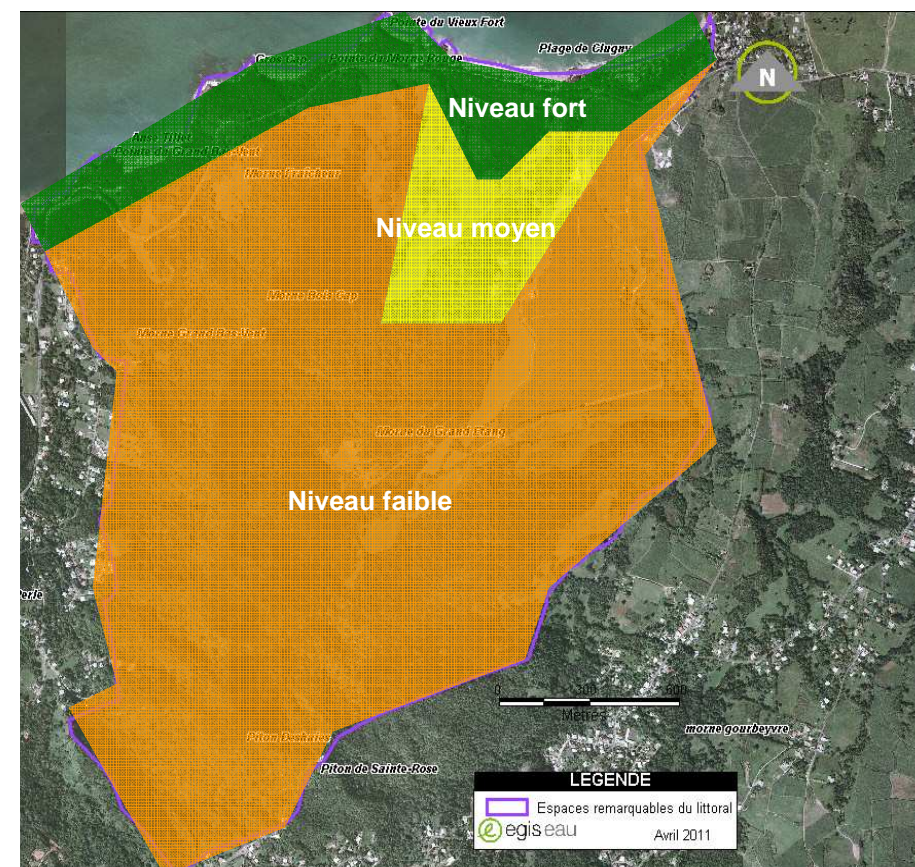 Pointe du Vieux Fort
Plage de Clugny
Gros Cap
Pointe du Morne Rouge
N
Niveau fort
Anse Tillet
Pointe du Grand Bas-Vent
Morne Fraicheur
Niveau moyen
Morne Bois Cap
Morne Grand Bas-Vent
Morne du Grand Etang
Niveau faible
Perle
0 300 600
Mètres
morne gourbeyvre
Piton Deshaies
Piton de Sainte-Rose
LEGENDE
Espaces remarquables du littoral
egis eau
Avril 2011